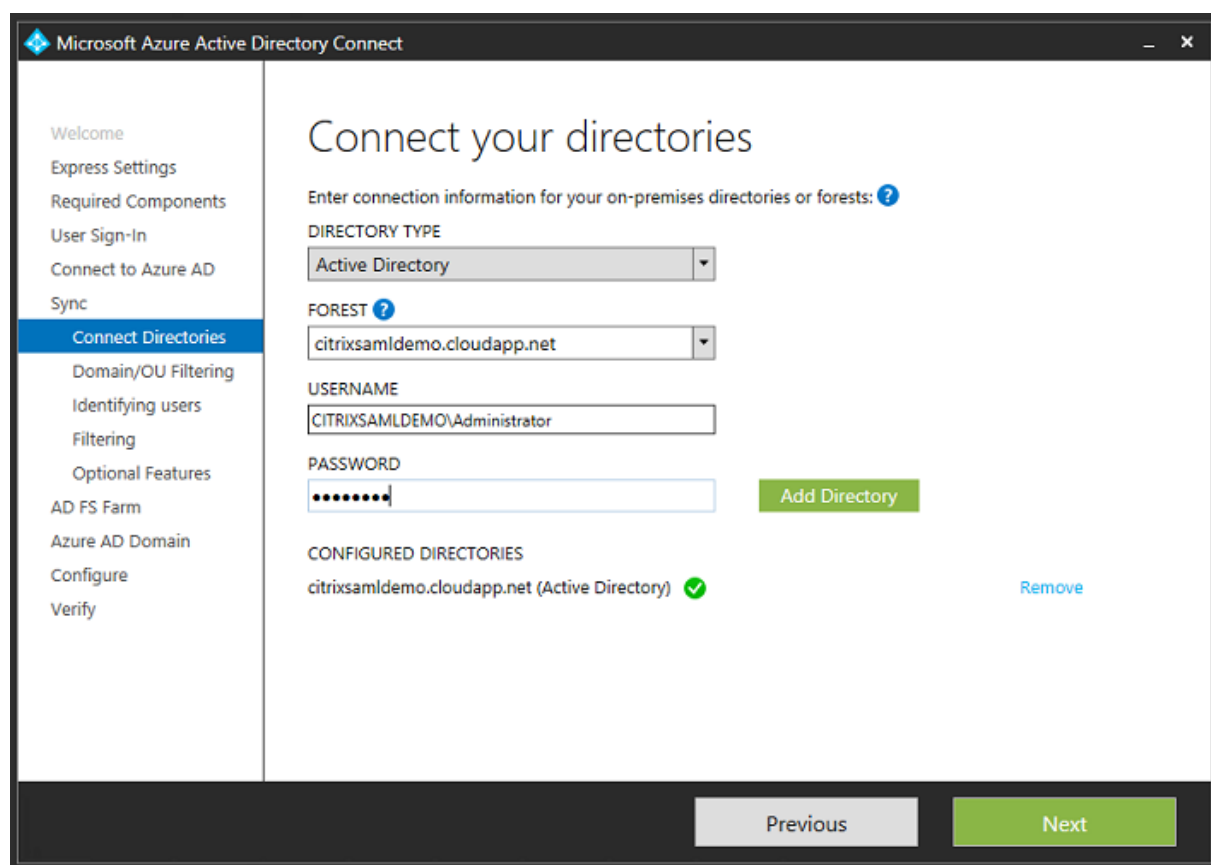 Microsoft Azure Active Directory Connect
Welcome
Express Settings
Required Components
User Sign-In
Connect to Azure AD
Sync
Connect Directories
Domain/OU Filtering
Identifying users
Filtering
Optional Features
AD FS Farm
Azure AD Domain
Configure
Verify
Connect your directories
Enter connection information for your on-premises directories or forests: ?
DIRECTORY TYPE
Active Directory
FOREST ?
citrixsamldemo.cloudapp.net
USERNAME
CITRIXSAMLDEMO\Administrator
PASSWORD
••••••••
Add Directory
CONFIGURED DIRECTORIES
citrixsamldemo.cloudapp.net (Active Directory)
Remove
Previous
Next